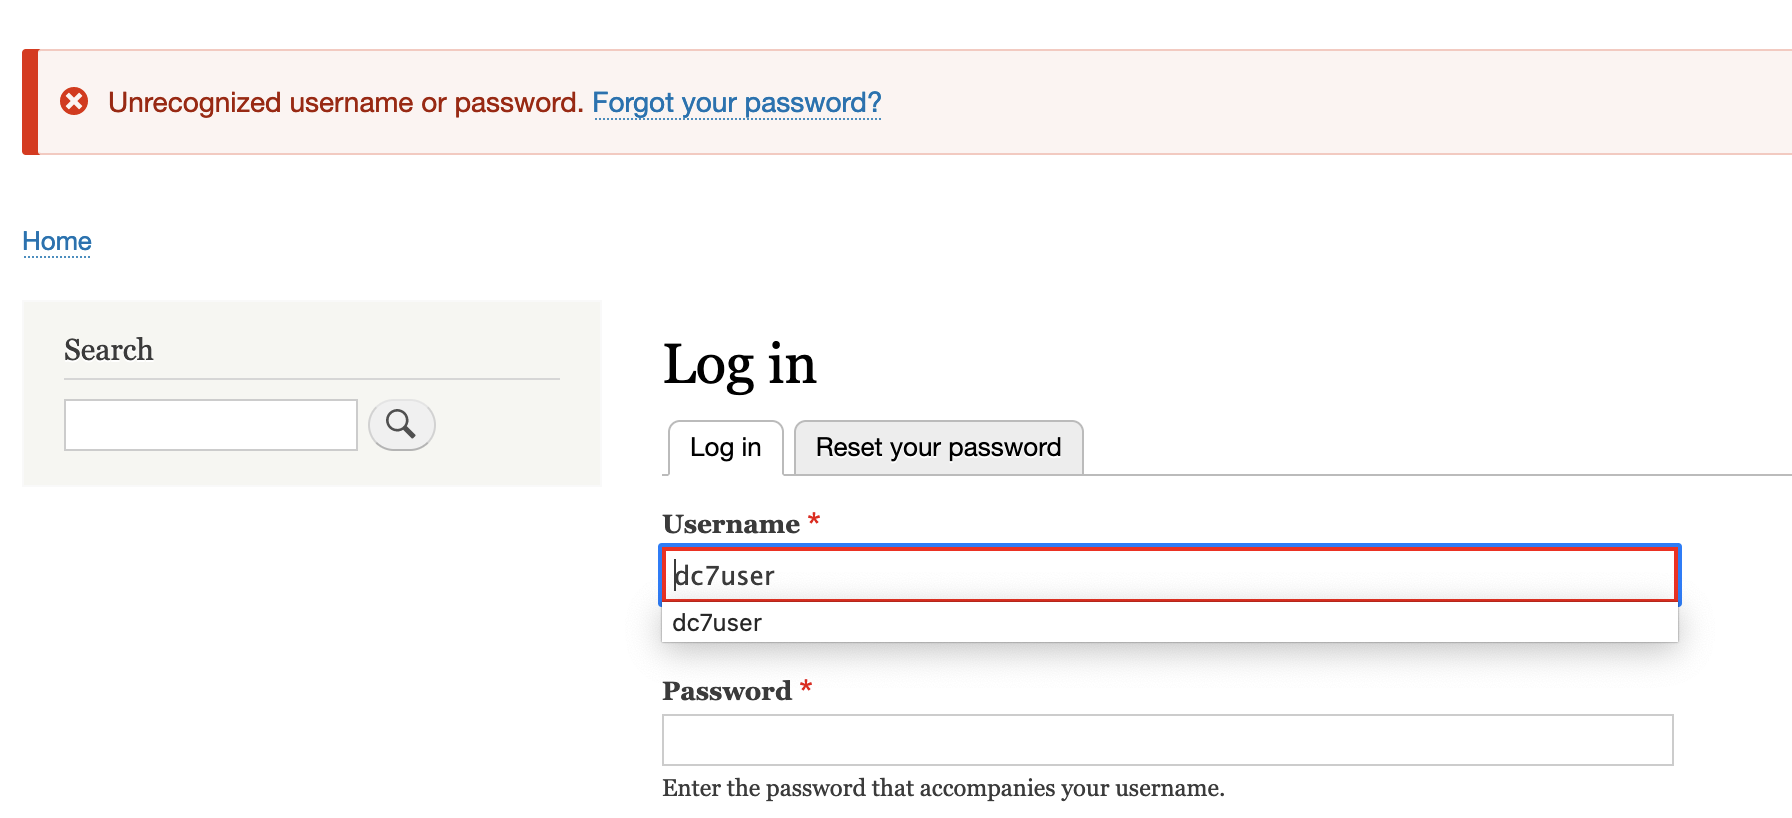 Unrecognized username or password. Forgot your password?
Home
Search
Log in
Log in
Reset your password
Username *
dc7user
dc7user
Password *
Enter the password that accompanies your username.